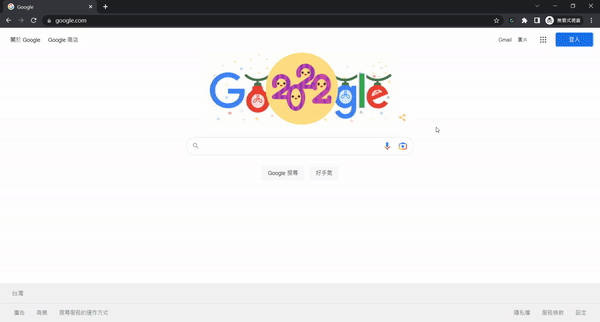 Google
google.com
無痕式視窗
關於 Google Google 商店
Gmail 圖片 登入
Go2022gle
Google 搜尋 好手氣
台灣
廣告 商業 搜尋服務的運作方式
隱私權 服務條款 設定